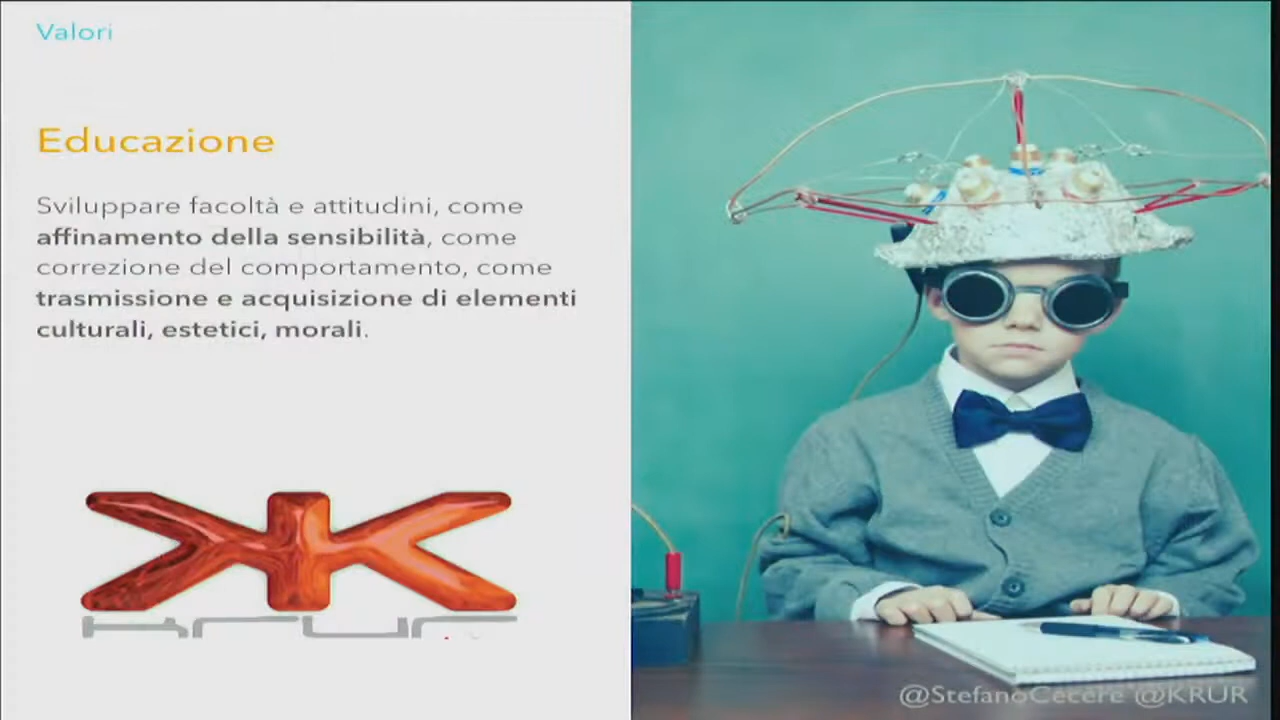 Valori
Educazione
Sviluppare facoltà e attitudini, come
affinamento della sensibilità, come
correzione del comportamento, come
trasmissione e acquisizione di elementi
culturali, estetici, morali.
@StefanoCecere @KRUR